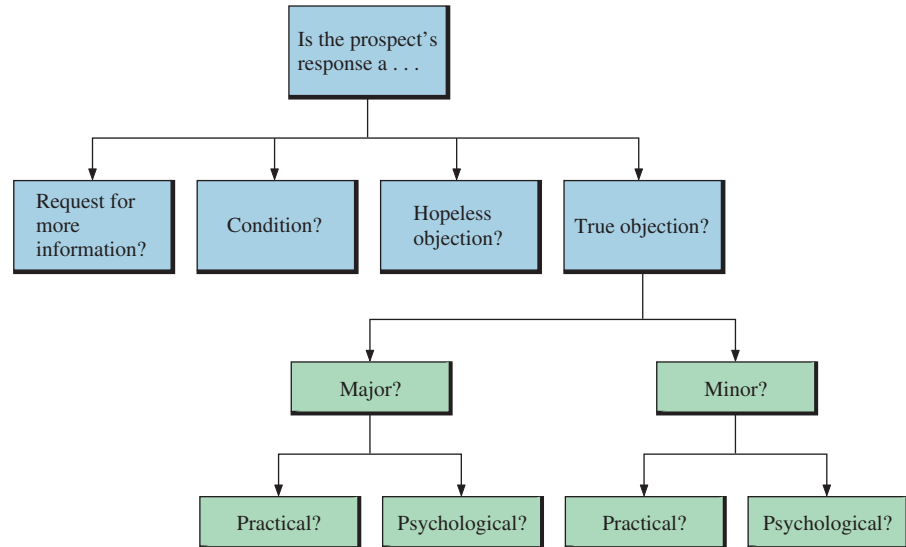 Is the prospect's
response a . . .
Request for
more
information?
Condition?
Hopeless
objection?
True objection?
Major?
Minor?
Practical?
Psychological?
Practical?
Psychological?